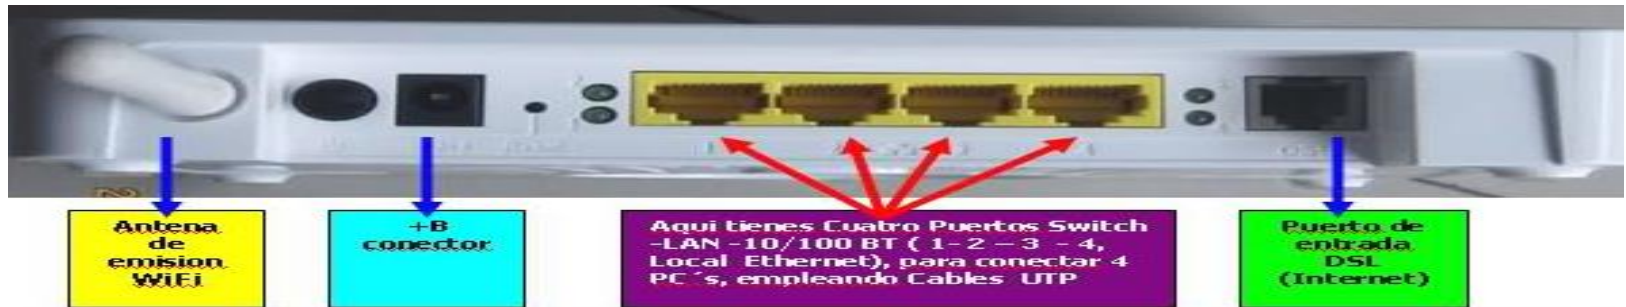 Antena
de
emision
WiFi
+B
conector
Aqui tienes Cuatro Puertos Switch
-LAN -10/100 BT ( 1- 2 – 3 - 4,
Local Ethernet), para conectar 4
PC´s, empleando Cables UTP
Puerto de
entrada
DSL
(Internet)